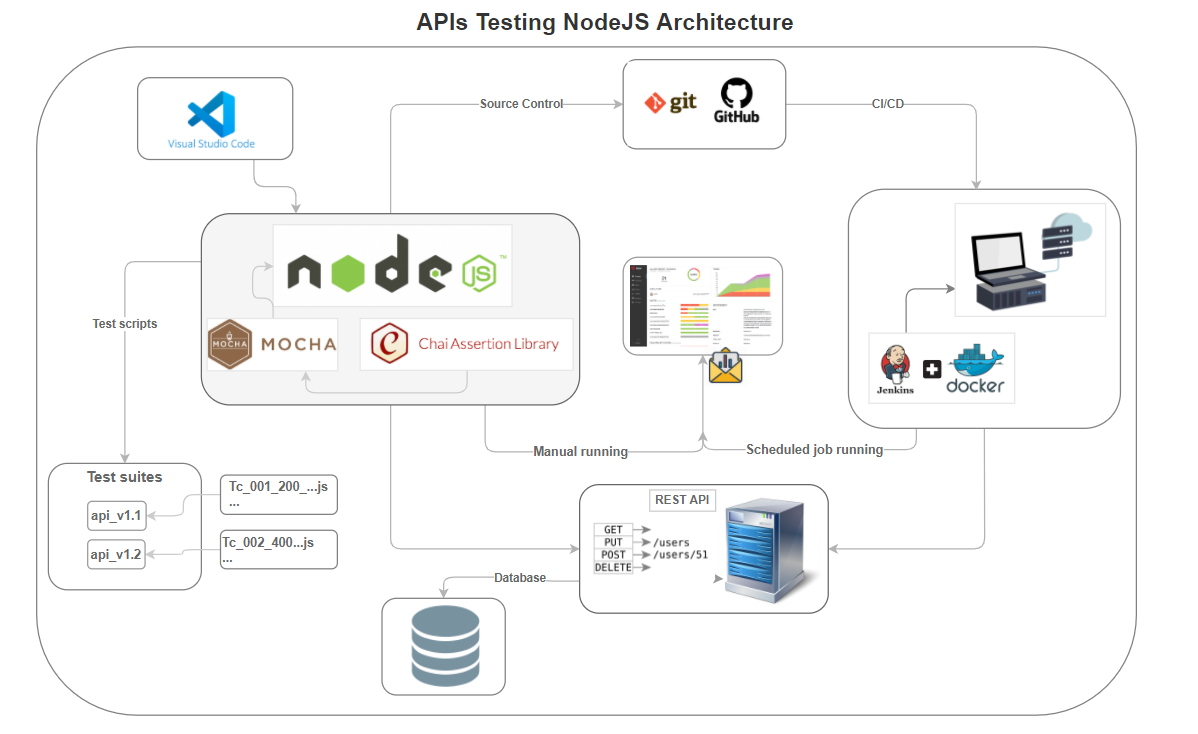 APIs Testing NodeJS Architecture
Visual Studio Code
Source Control
git
GitHub
CI/CD
node
JS
TM
MOCHA
MOCHA
Chai Assertion Library
Test scripts
Jenkins
docker
Manual running
Scheduled job running
Test suites
api_v1.1
api_v1.2
Tc_001_200_...js
...
Tc_002_400...js
...
REST API
GET
PUT
/users
POST
/users/51
DELETE
Database